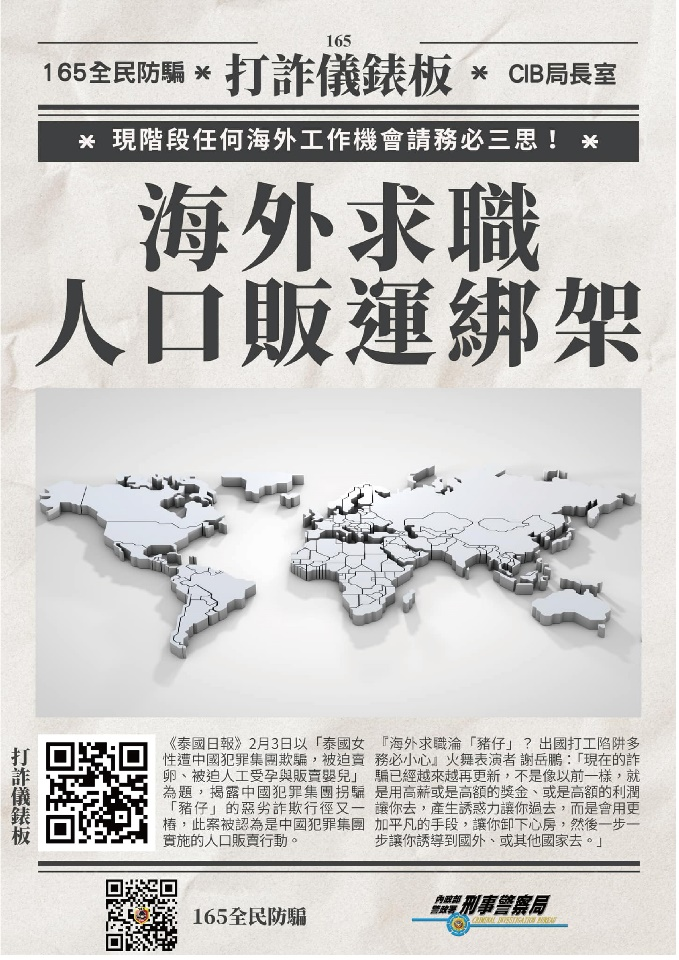 165
165全民防騙 * 打詐儀錶板 * CIB局長室
* 現階段任何海外工作機會請務必三思！ *
海外求職
人口販運綁架
打詐儀錶板
《泰國日報》2月3日以「泰國女
性遭中國犯罪集團欺騙，被迫賣
卵、被迫人工受孕與販賣嬰兒」
為題，揭露中國犯罪集團拐騙
「豬仔」的惡劣詐欺行徑又一
樁，此案被認為是中國犯罪集團
實施的人口販賣行動。
『海外求職淪「豬仔」？ 出國打工陷阱多
務必小心』火舞表演者 謝岳鵬：「現在的詐
騙已經越來越再更新，不是像以前一樣，就
是用高薪或是高額的獎金、或是高額的利潤
讓你去，產生誘惑力讓你過去，而是會用更
加平凡的手段，讓你卸下心房，然後一步一
步讓你誘導到國外、或其他國家去。」
165全民防騙
內政部
警政署 刑事警察局
CRIMINAL INVESTIGATION BUREAU